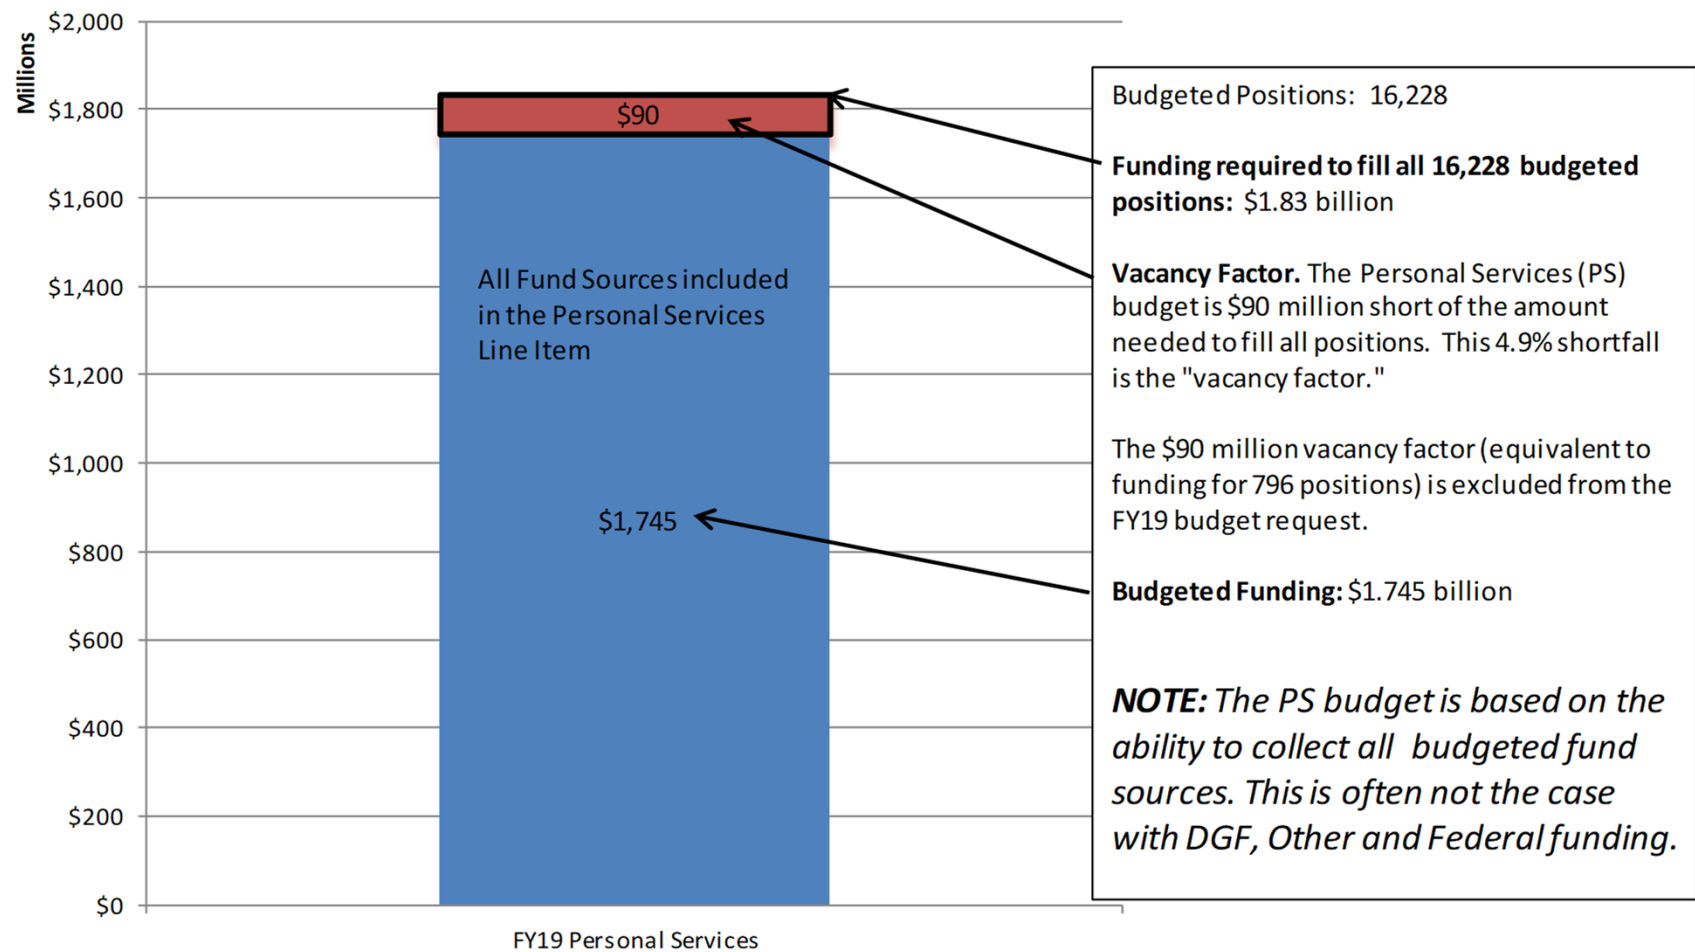 Millions
$2,000
$1,800
$1,600
$1,400
$1,200
$1,000
$800
$600
$400
$200
$0
$90
All Fund Sources included
in the Personal Services
Line Item
$1,745
FY19 Personal Services
Budgeted Positions: 16,228
Funding required to fill all 16,228 budgeted
positions: $1.83 billion
Vacancy Factor. The Personal Services (PS)
budget is $90 million short of the amount
needed to fill all positions. This 4.9% shortfall
is the "vacancy factor."
The $90 million vacancy factor (equivalent to
funding for 796 positions) is excluded from the
FY19 budget request.
Budgeted Funding: $1.745 billion
NOTE: The PS budget is based on the
ability to collect all budgeted fund
sources. This is often not the case
with DGF, Other and Federal funding.